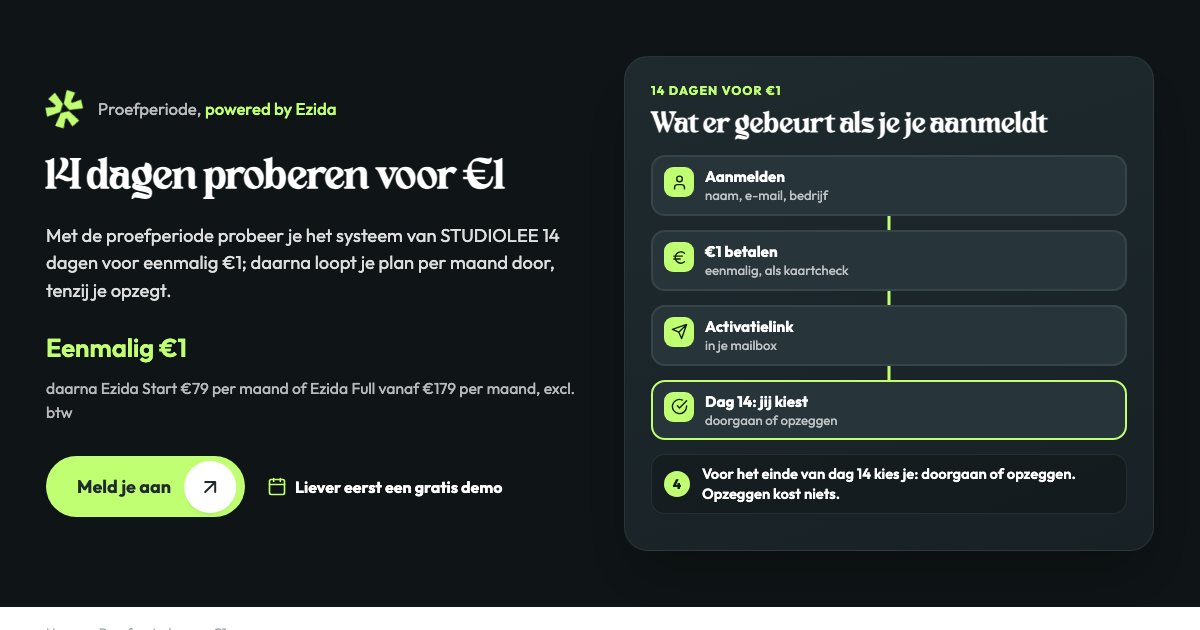 Proefperiode, powered by Ezida
14 dagen proberen voor €1
Met de proefperiode probeer je het systeem van STUDIOLEE 14
dagen voor eenmalig €1; daarna loopt je plan per maand door,
tenzij je opzegt.
Eenmalig €1
daarna Ezida Start €79 per maand of Ezida Full vanaf €179 per maand, excl.
btw
Meld je aan
Liever eerst een gratis demo
14 DAGEN VOOR €1
Wat er gebeurt als je je aanmeldt
Aanmelden
naam, e-mail, bedrijf
€1 betalen
eenmalig, als kaartcheck
Activatielink
in je mailbox
Dag 14: jij kiest
doorgaan of opzeggen
4
Voor het einde van dag 14 kies je: doorgaan of opzeggen.
Opzeggen kost niets.